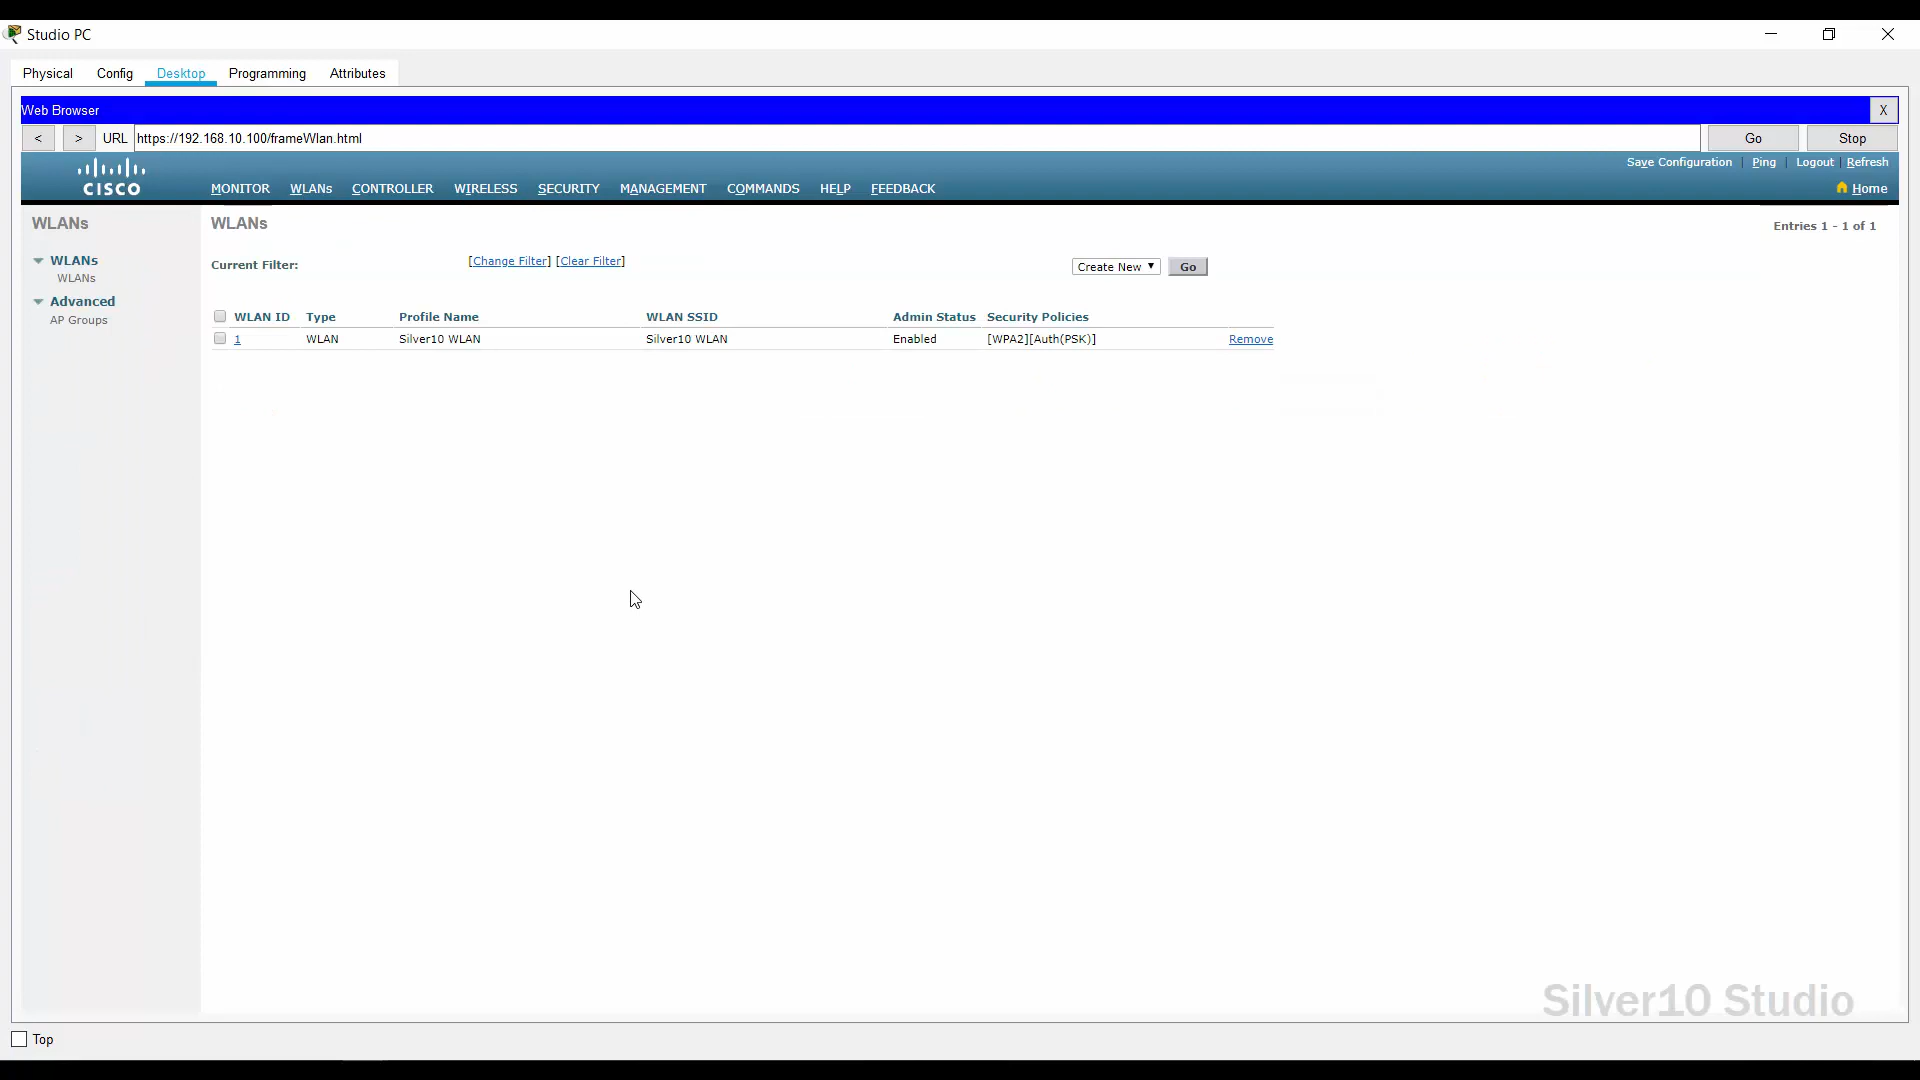 Studio PC
Physical Config Desktop Programming Attributes
Web Browser X
< > URL https://192.168.10.100/frameWlan.html Go Stop
Save Configuration | Ping | Logout | Refresh
CISCO MONITOR WLANs CONTROLLER WIRELESS SECURITY MANAGEMENT COMMANDS HELP FEEDBACK Home
WLANs
WLANs
WLANs
Advanced
AP Groups
WLANs Entries 1 - 1 of 1
Current Filter: [Change Filter] [Clear Filter] Create New Go
WLAN ID Type Profile Name WLAN SSID Admin Status Security Policies
1 WLAN Silver10 WLAN Silver10 WLAN Enabled [WPA2][Auth(PSK)] Remove
Silver10 Studio
Top